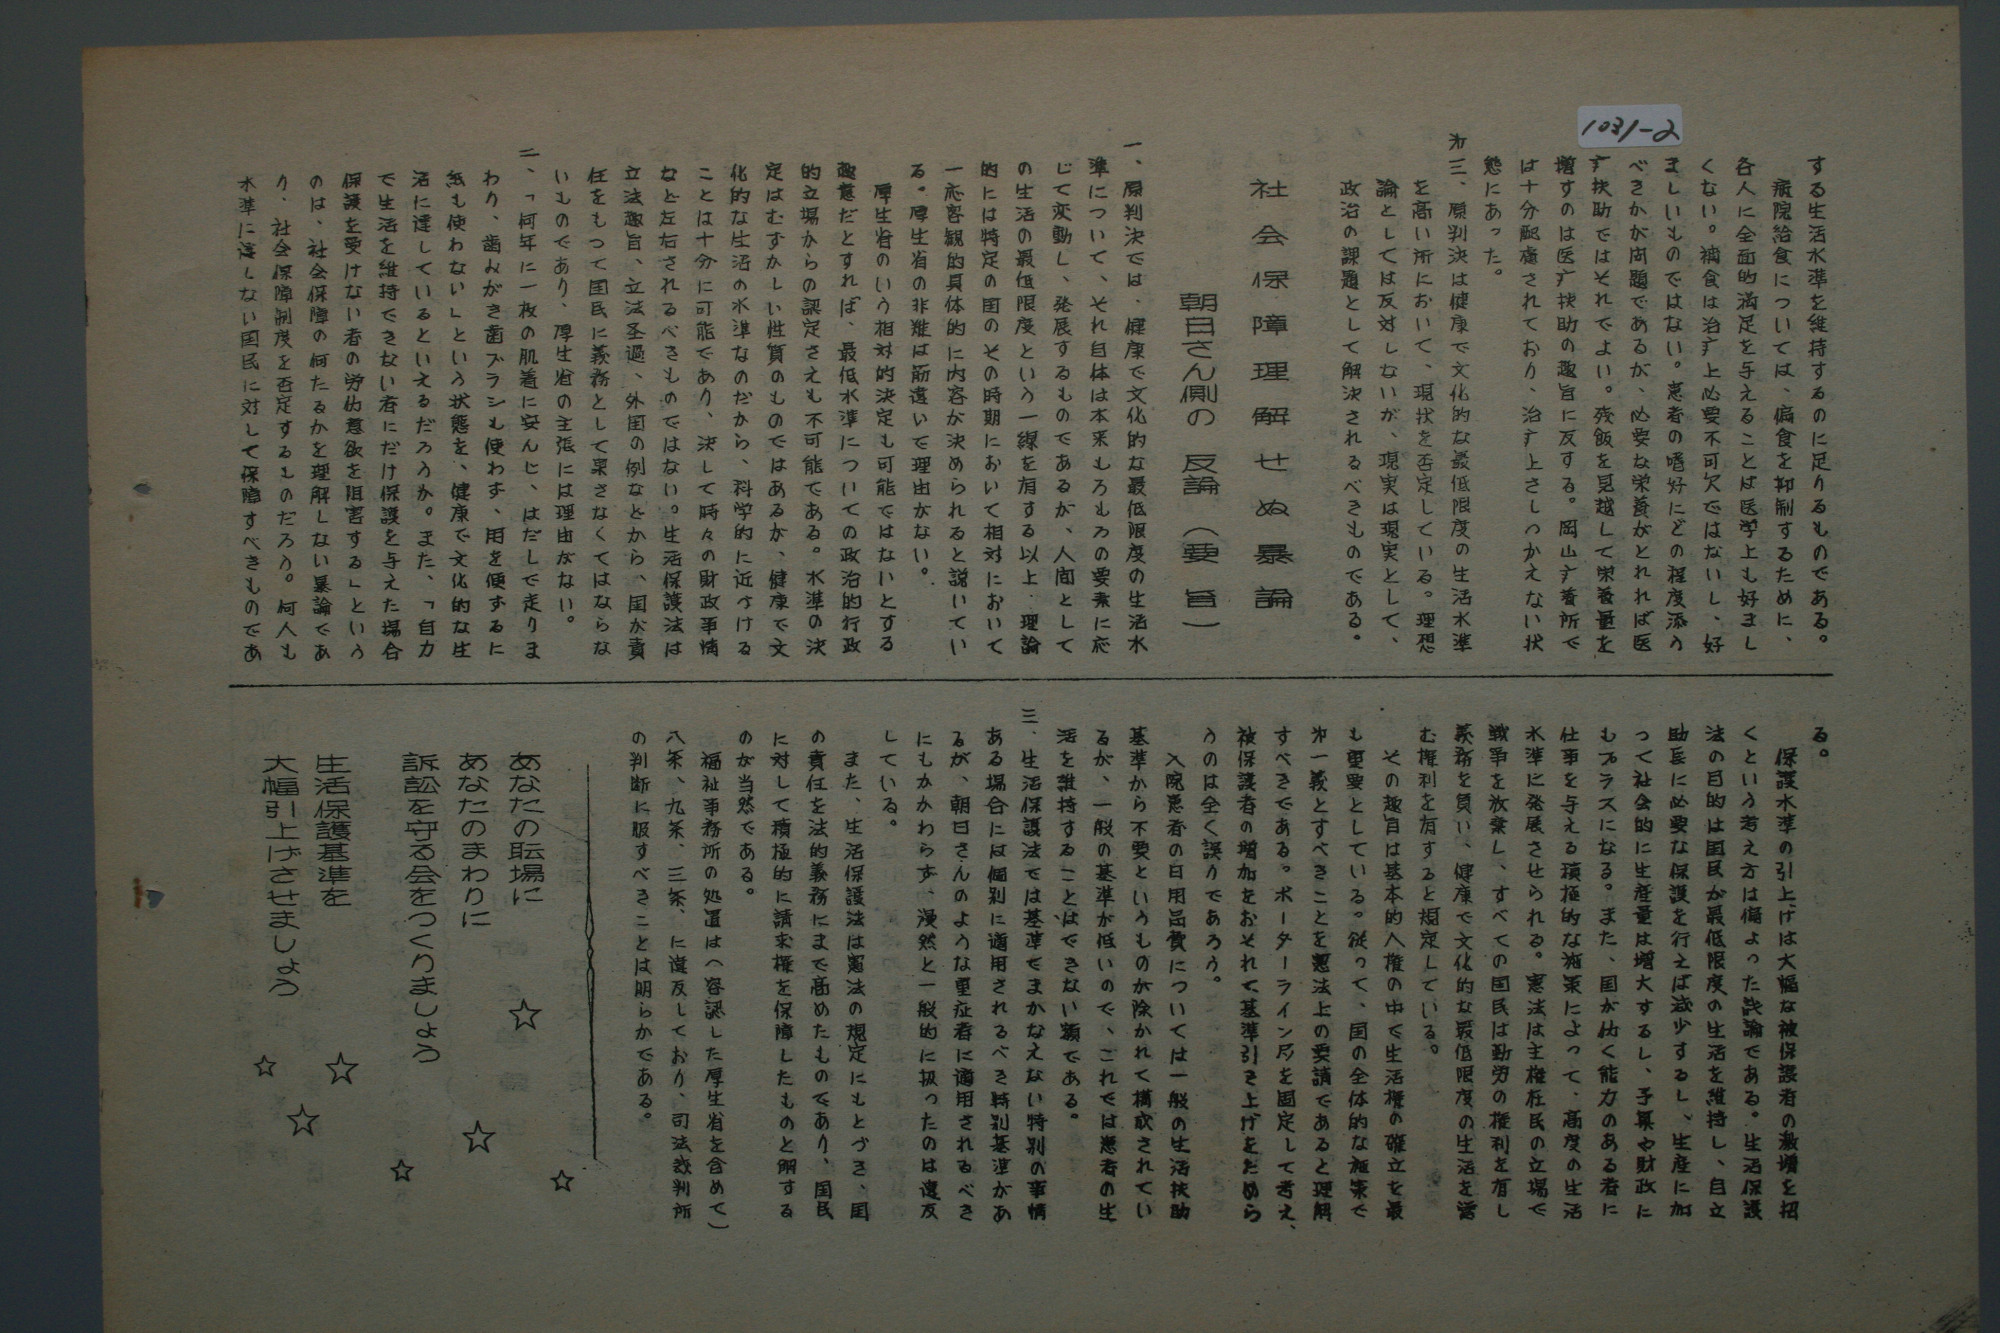 1031-2
する生活水準を維持するのに足りるものである。
病院給食については、偏食を抑制するために、
各人に全面的満足を与えることは医学上も好まし
くない。補食は治疗上必要不可欠ではないし、好
ましいものではない。患者の嗜好にどの程度添う
べきかが问題であるが、必要な栄養がとれれば医
疗扶助ではそれでよい。残飯を見越して栄養量を
増すのは医疗扶助の趣旨に反する。岡山疗養所で
は十分配慮されており、治疗上さしつかえない状
態にあった。
㐧三、原判決は健康で文化的な最低限度の生活水準
を高い所において、現状を否定している。理想
論としては反対しないが、現実は現実として、
政治の課題として解決されるべきものである。
社会保障理解せぬ暴論
朝日さん側の反論(要旨)
一、原判決では、健康で文化的な最低限度の生活水
準について、それ自体は本来もろもろの要素に応
じて変動し、発展するものであるが、人间として
の生活の最低限度という一線を有する以上、理論
的には特定の国のその時期において相対において
一応客観的具体的に内容が決められると説いてい
る。厚生省の非難は筋違いで理由がない。
厚生省のいう相対的決定も可能ではないとする
趣意だとすれば、最低水準についての政治的行政
的立場からの認定さえも不可能である。水準の決
定はむずかしい性質のものではあるが、健康で文
化的な生活の水準なのだから、科学的に近づける
ことは十分に可能であり、決して時々の財政事情
などと左右されるべきものではない。生活保護法は
立法趣旨、立法圣過、外国の例などから、国が責
任をもつて国民に義務として果さなくてはならな
いものであり、厚生省の主張には理由がない。
二、「何年に一枚の肌着に安んじ、はだしで走りま
わり、歯みがき歯ブラシも使わず、用を便ずるに
紙も使わない」という状態を、健康で文化的な生
活に達しているといえるだろうか。また、「自力
で生活を維持できない者にだけ保護を与えた場合
保護を受けない者の労仂意欲を阻害する」という
のは、社会保障の何たるかを理解しない暴論であ
り、社会保障制度を否定するものだろう。何人も
水準に達しない国民に対して保障すべきものであ
る。
保護水準の引上げは大幅な被保護者の激増を招
くという考え方は偏よった議論である。生活保護
法の目的は国民が最低限度の生活を維持し、自立
助長に必要な保護を行えば減少するし、生産に加
って社会的に生産量は増大するし、予算や財政に
もプラスになる。また、国が仂く能力のある者に
仕事を与える積極的な施策によって、高度の生活
水準に発展させられる。憲法は主権在民の立場で
戦争を放棄し、すべての国民は勤労の権利を有し
義務を負い、健康で文化的な最低限度の生活を営
む権利を有すると規定している。
その趣旨は基本的人権の中で生活権の確立を最
も重要としている。従って、国の全体的な施策で
㐧一義とすべきことを憲法上の要請であると理解
すべきである。ボーダーライン层を固定して考え、
被保護者の増加をおそれて基準引き上げをためら
うのは全く誤りであろう。
入院患者の日用品費については一般の生活扶助
基準から不要というものが除かれて構成されてい
るが、一般の基準が低いので、これでは患者の生
活を維持することはできない額である。
三、生活保護法では基準でまかなえない特別の事情
ある場合には個別に適用されるべき特別基準があ
るが、朝日さんのような重症者に適用されるべき
にもかかわらず、漫然と一般的に扱ったのは違反
している。
また、生活保護法は憲法の規定にもとづき、国
の責任を法的義務にまで高めたものであり、国民
に対して積極的に請求権を保障したものと解する
のが当然である。
福祉事務所の処置は(容認した厚生省を含めて)
八条、九条、三条、に違反しており、司法裁判所
の判断に服すべきことは明らかである。
あなたの転場に
あなたのまわりに
訴訟を守る会をつくりましょう
生活保護基準を
大幅引上げさせましょう